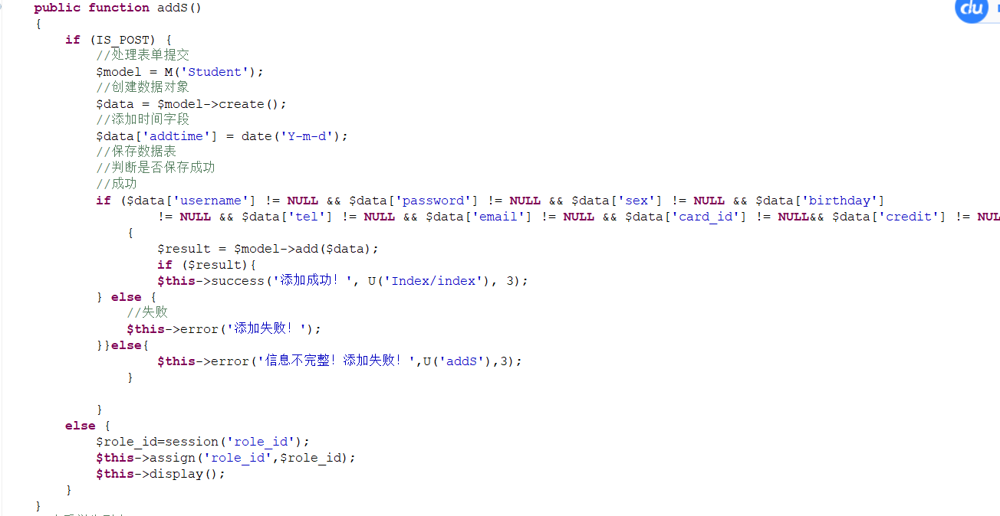 public function addS()
{
if (IS_POST) {
//处理表单提交
$model = M('Student');
//创建数据对象
$data = $model->create();
//添加时间字段
$data['addtime'] = date('Y-m-d');
//保存数据表
//判断是否保存成功
//成功
if ($data['username'] != NULL && $data['password'] != NULL && $data['sex'] != NULL && $data['birthday']
!= NULL && $data['tel'] != NULL && $data['email'] != NULL && $data['card_id'] != NULL&& $data['credit'] != NUL
{
$result = $model->add($data);
if ($result){
$this->success('添加成功! ', U('Index/index'), 3);
} else {
//失败
$this->error('添加失败! ');
}}else{
$this->error('信息不完整! 添加失败! ',U('addS'),3);
}
}
else {
$role_id=session('role_id');
$this->assign('role_id',$role_id);
$this->display();
}
}
du